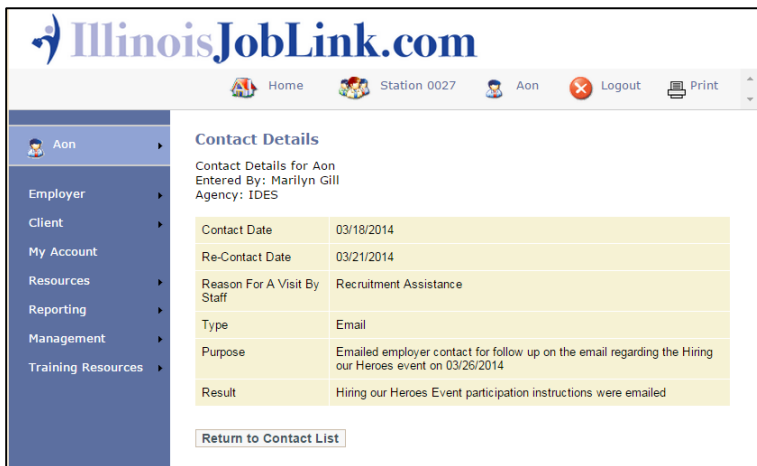 IllinoisJobLink.com
Home Station 0027 Aon Logout Print
Aon
Employer
Client
My Account
Resources
Reporting
Management
Training Resources
Contact Details
Contact Details for Aon
Entered By: Marilyn Gill
Agency: IDES
Contact Date 03/18/2014
Re-Contact Date 03/21/2014
Reason For A Visit By Recruitment Assistance
Staff
Type Email
Purpose Emailed employer contact for follow up on the email regarding the Hiring
our Heroes event on 03/26/2014
Result Hiring our Heroes Event participation instructions were emailed
Return to Contact List